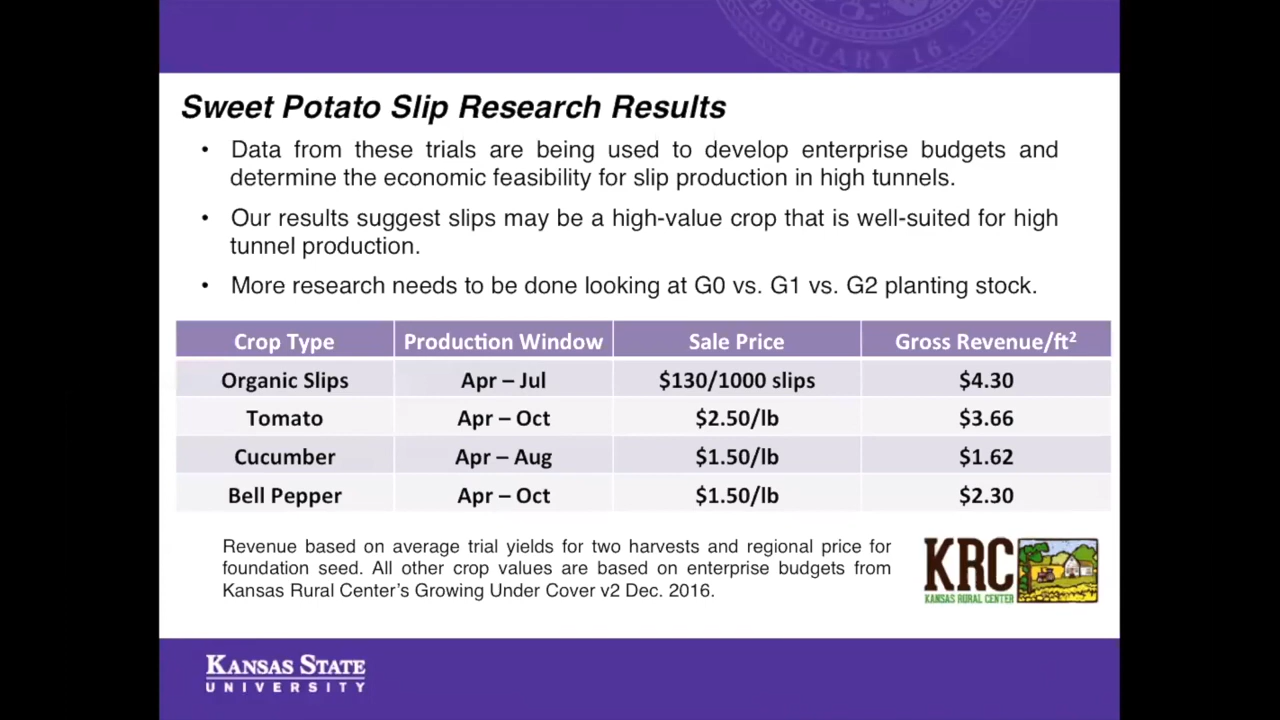 FEBRUARY 16, 186
Sweet Potato Slip Research Results
• Data from these trials are being used to develop enterprise budgets and
determine the economic feasibility for slip production in high tunnels.
• Our results suggest slips may be a high-value crop that is well-suited for high
tunnel production.
• More research needs to be done looking at G0 vs. G1 vs. G2 planting stock.
Crop Type Production Window Sale Price Gross Revenue/ft²
Organic Slips Apr – Jul $130/1000 slips $4.30
Tomato Apr – Oct $2.50/lb $3.66
Cucumber Apr – Aug $1.50/lb $1.62
Bell Pepper Apr – Oct $1.50/lb $2.30
Revenue based on average trial yields for two harvests and regional price for
foundation seed. All other crop values are based on enterprise budgets from
Kansas Rural Center's Growing Under Cover v2 Dec. 2016.
KRC
KANSAS RURAL CENTER
KANSAS STATE
UNIVERSITY